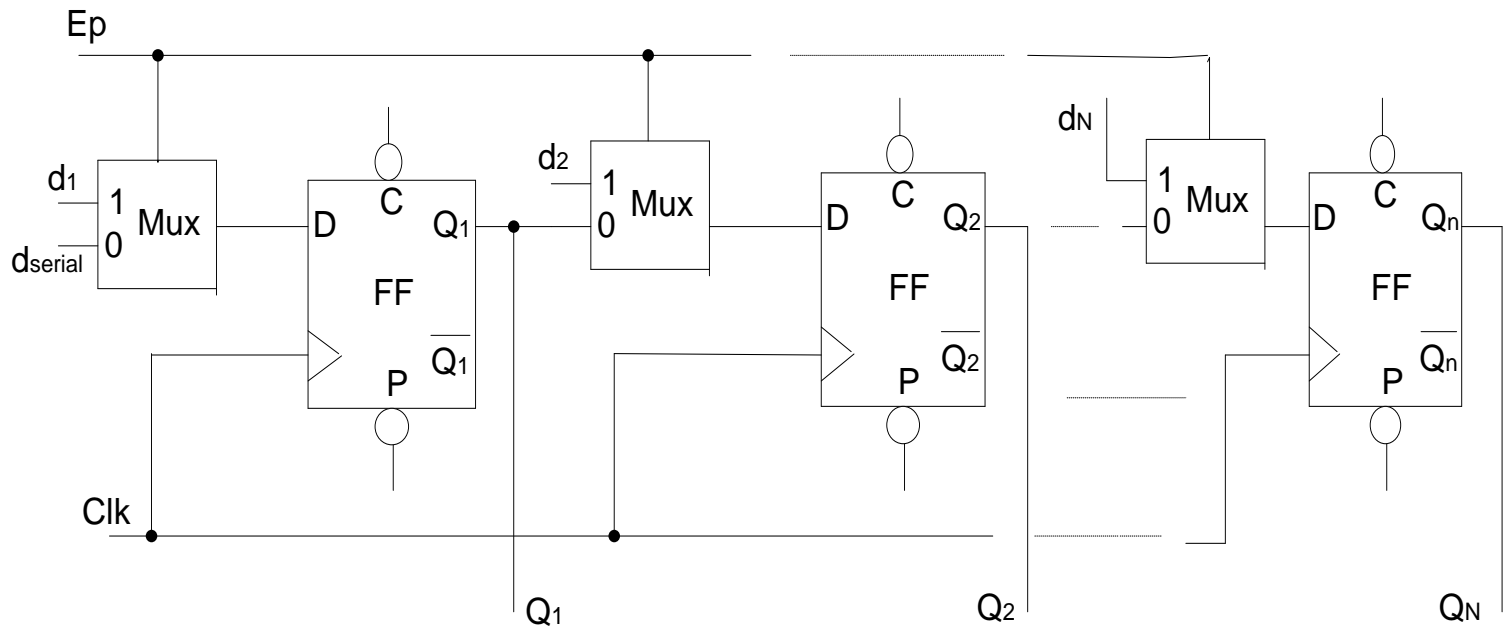 Ep
d1
dserial
1
0
Mux
D
C
Q1
FF
Q1
P
d2
1
0
Mux
D
C
Q2
FF
Q2
P
dN
1
0
Mux
D
C
Qn
FF
Qn
P
Clk
Q1
Q2
QN